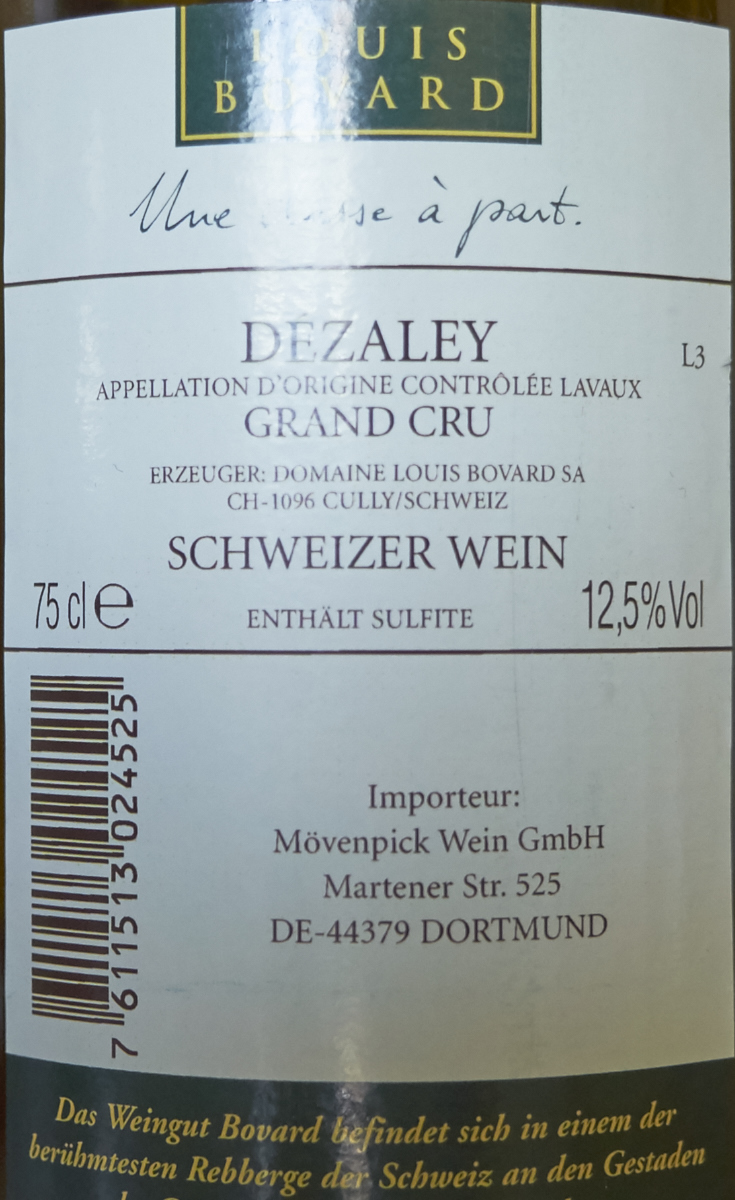 LOUIS
BOVARD
Une classe à part.
DÉZALEY
L3
APPELLATION D'ORIGINE CONTRÔLÉE LAVAUX
GRAND CRU
ERZEUGER: DOMAINE LOUIS BOVARD SA
CH-1096 CULLY/SCHWEIZ
SCHWEIZER WEIN
75 cl e
ENTHÄLT SULFITE
12,5%Vol
7 611513 024525
Importeur:
Mövenpick Wein GmbH
Martener Str. 525
DE-44379 DORTMUND
Das Weingut Bovard befindet sich in einem der
berühmtesten Rebberge der Schweiz an den Gestaden